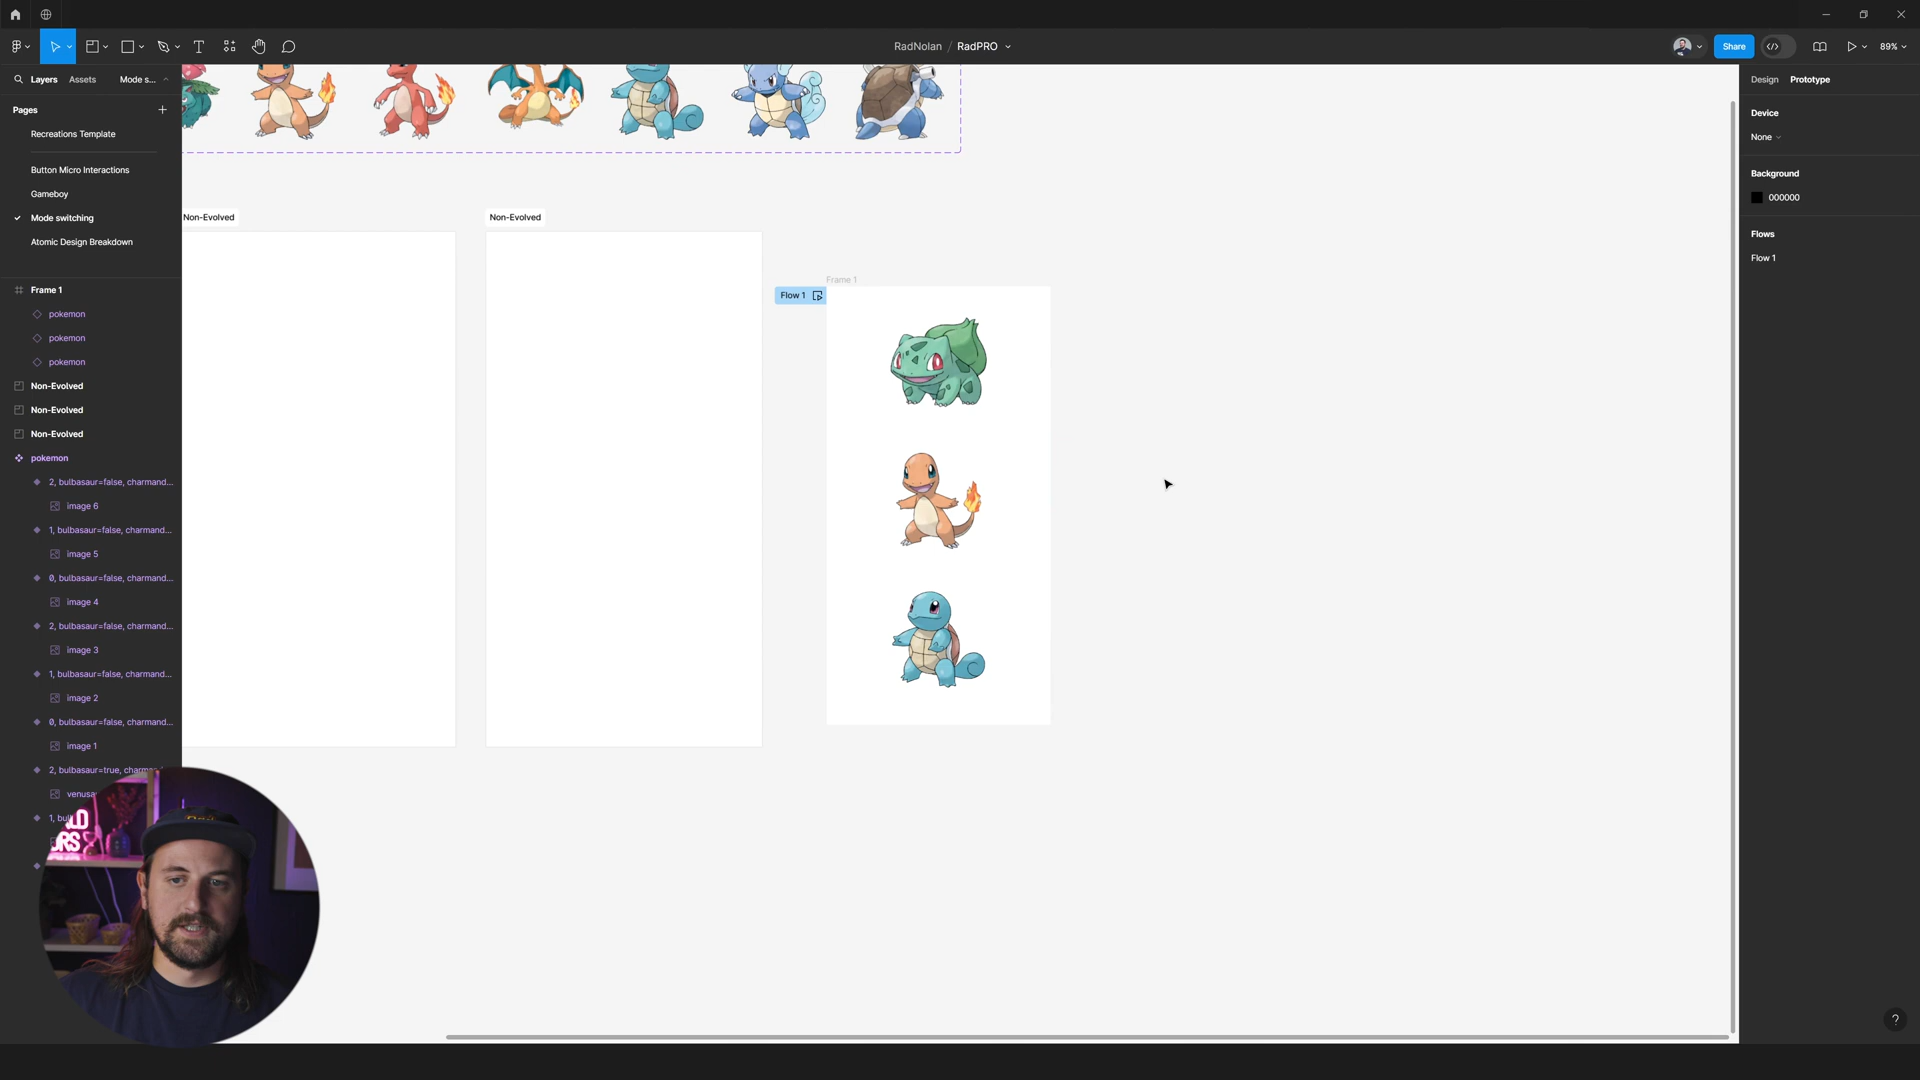 RadNolan / RadPRO
Share
89%
Layers
Assets
Mode s...
Design
Prototype
Pages
Recreations Template
Button Micro Interactions
Gameboy
Mode switching
Atomic Design Breakdown
Frame 1
pokemon
pokemon
pokemon
Non-Evolved
Non-Evolved
Non-Evolved
pokemon
2, bulbasaur=false, charmand...
image 6
1, bulbasaur=false, charmand...
image 5
0, bulbasaur=false, charmand...
image 4
2, bulbasaur=false, charmand...
image 3
1, bulbasaur=false, charmand...
image 2
0, bulbasaur=false, charmand...
image 1
2, bulbasaur=true, charman
venusa
1, bul
Non-Evolved
Non-Evolved
Frame 1
Flow 1
Device
None
Background
000000
Flows
Flow 1
?